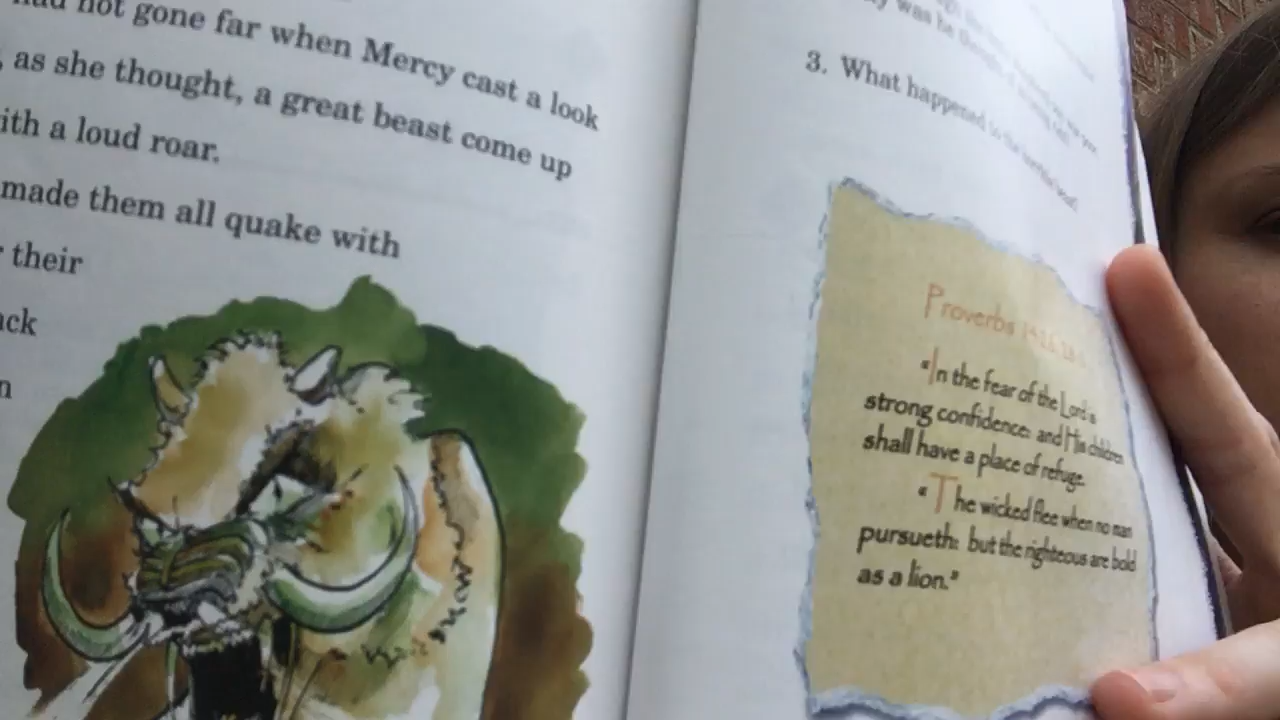 had not gone far when Mercy cast a look
, as she thought, a great beast come up
ith a loud roar.
made them all quake with
their
ack
n
3. What happened to the
Proverbs
"In the fear of the Lord is
strong confidence: and His children
shall have a place of refuge.
"The wicked flee when no man
pursueth: but the righteous are bold
as a lion."